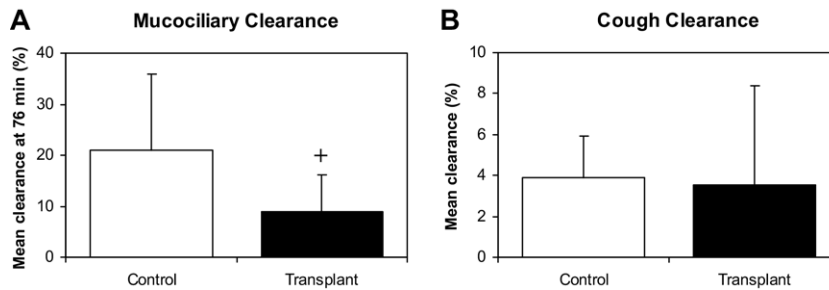 A
Mucociliary Clearance
Mean clearance at 76 min (%)
40
30
20
10
0
+
Control
Transplant
B
Cough Clearance
Mean clearance (%)
10
8
6
4
2
0
Control
Transplant